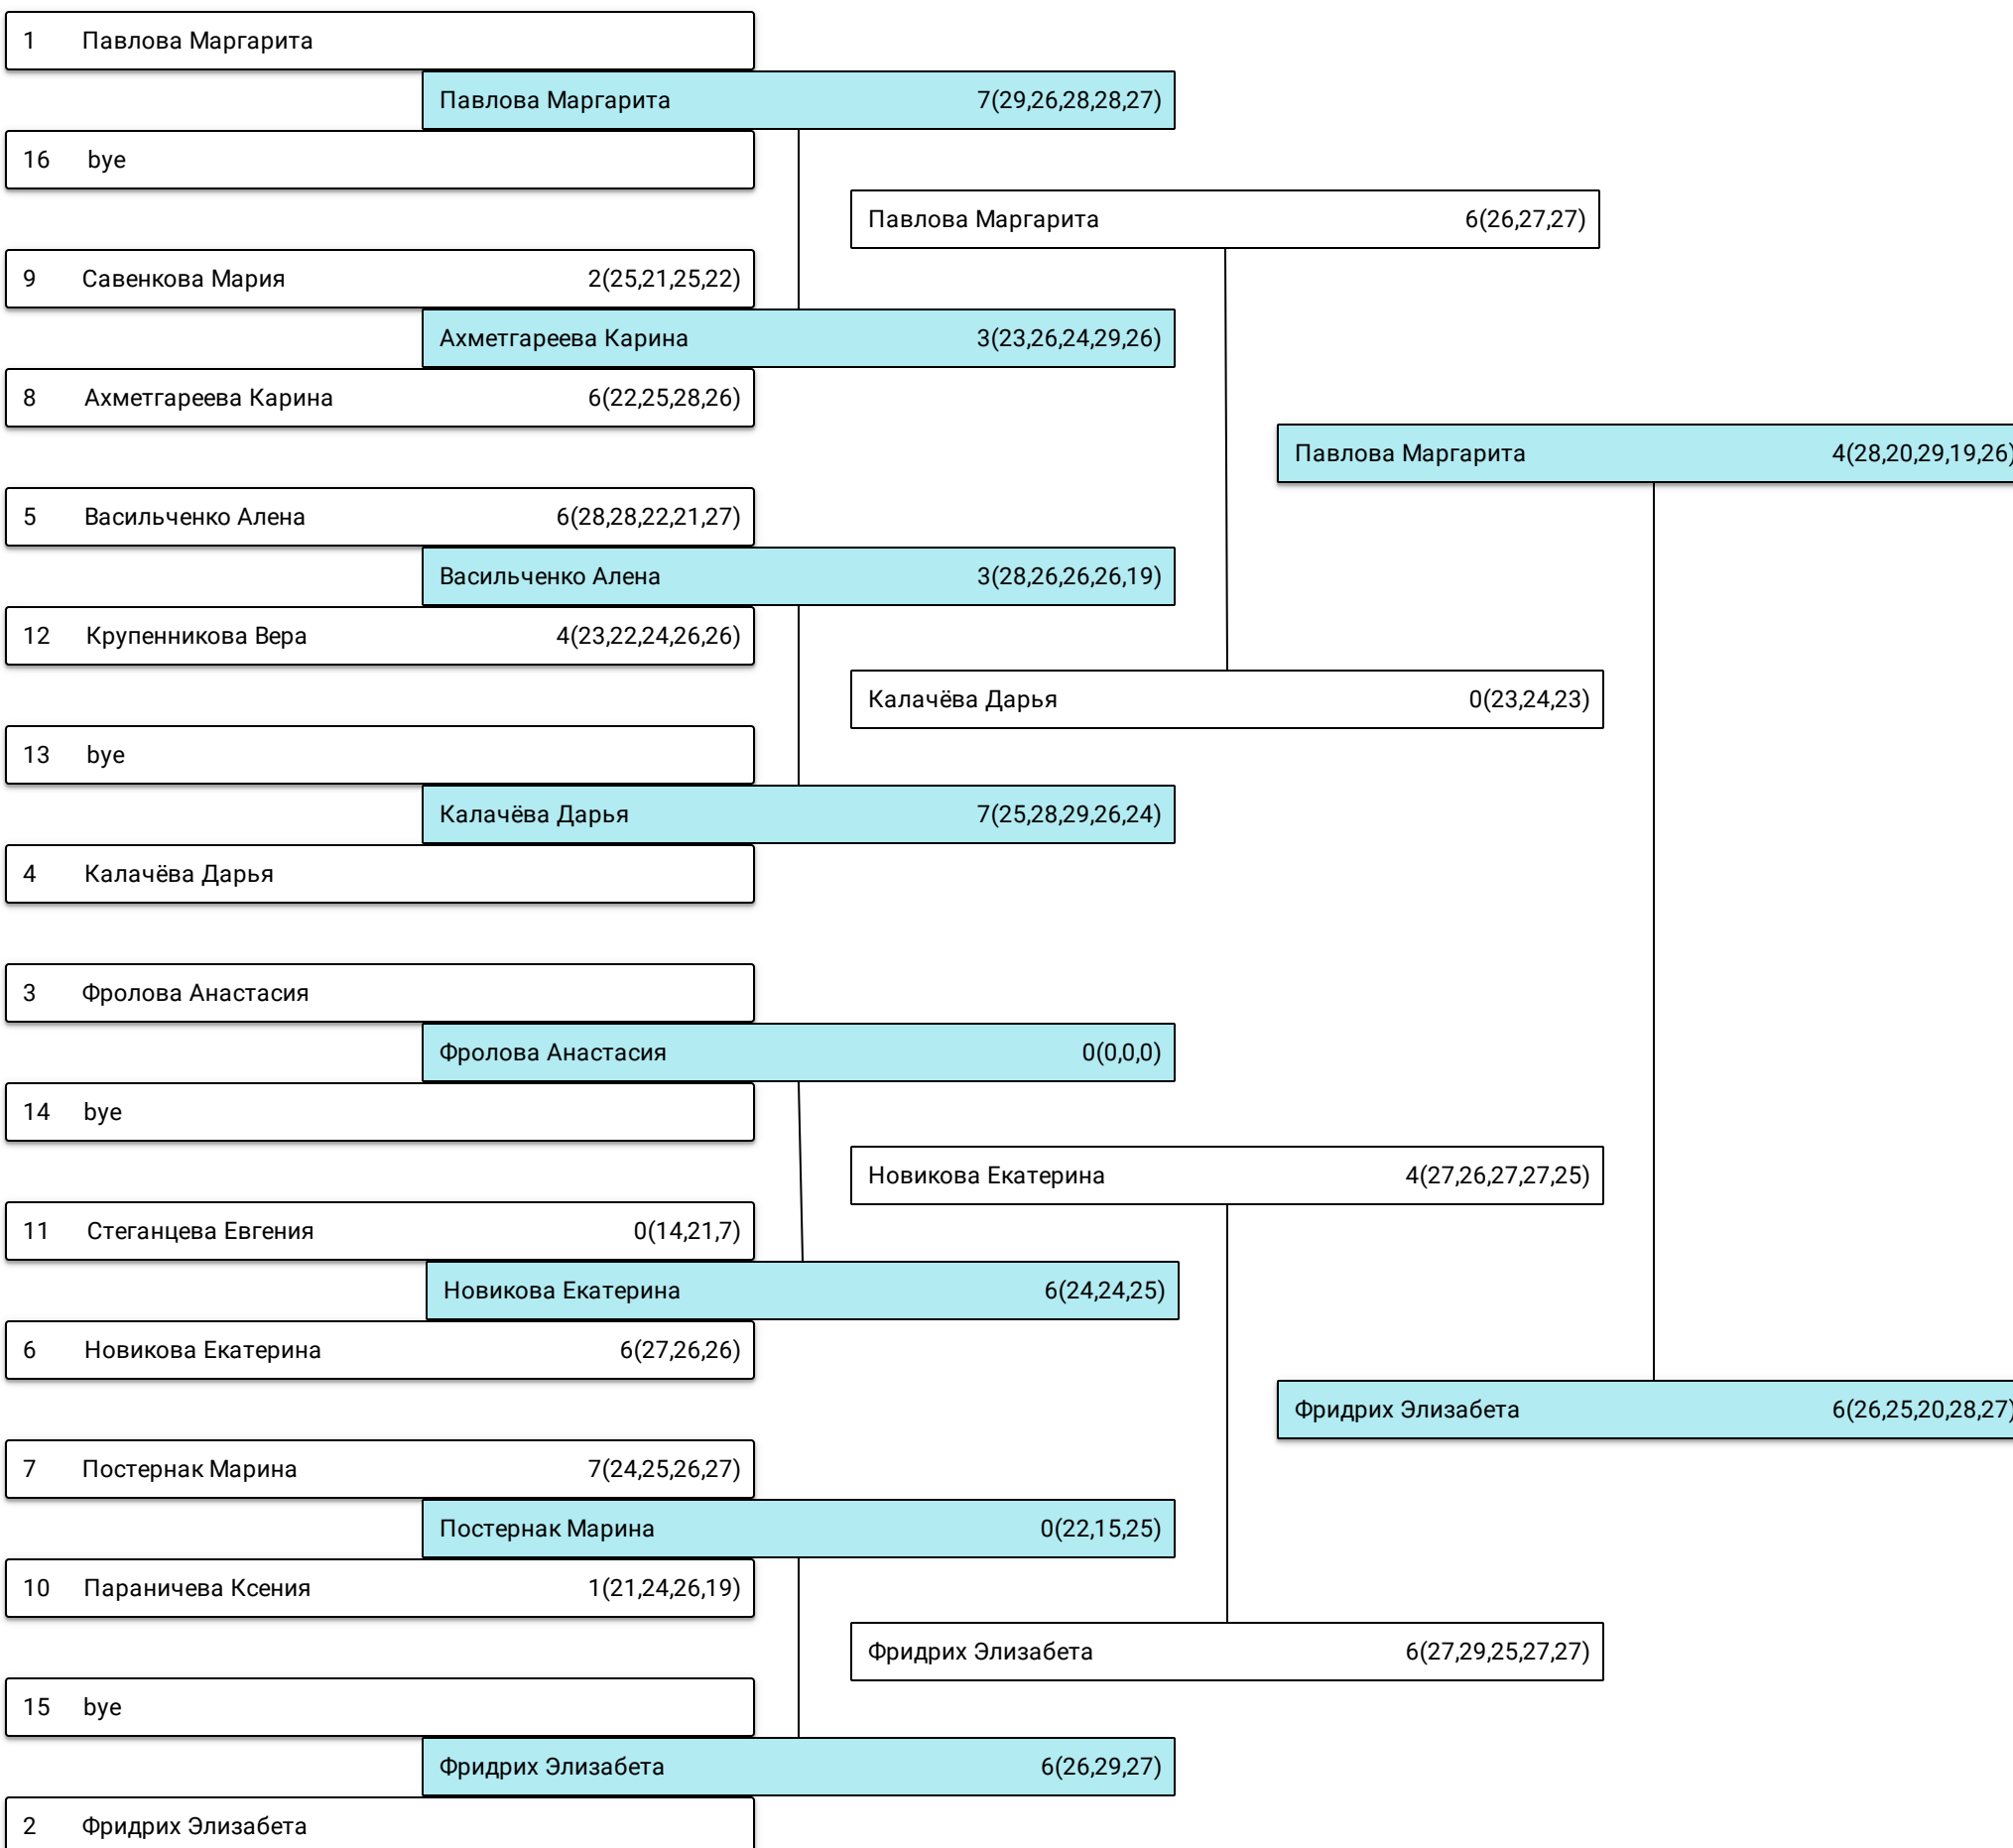 1 Павлова Маргарита
Павлова Маргарита 7(29,26,28,28,27)
16 bye
Павлова Маргарита 6(26,27,27)
9 Савенкова Мария 2(25,21,25,22)
Ахметгареева Карина 3(23,26,24,29,26)
8 Ахметгареева Карина 6(22,25,28,26)
Павлова Маргарита 4(28,20,29,19,26)
5 Васильченко Алена 6(28,28,22,21,27)
Васильченко Алена 3(28,26,26,26,19)
12 Крупенникова Вера 4(23,22,24,26,26)
Калачёва Дарья 0(23,24,23)
13 bye
Калачёва Дарья 7(25,28,29,26,24)
4 Калачёва Дарья
3 Фролова Анастасия
Фролова Анастасия 0(0,0,0)
14 bye
Новикова Екатерина 4(27,26,27,27,25)
11 Стеганцева Евгения 0(14,21,7)
Новикова Екатерина 6(24,24,25)
6 Новикова Екатерина 6(27,26,26)
Фридрих Элизабета 6(26,25,20,28,27)
7 Постернак Марина 7(24,25,26,27)
Постернак Марина 0(22,15,25)
10 Параничева Ксения 1(21,24,26,19)
Фридрих Элизабета 6(27,29,25,27,27)
15 bye
Фридрих Элизабета 6(26,29,27)
2 Фридрих Элизабета